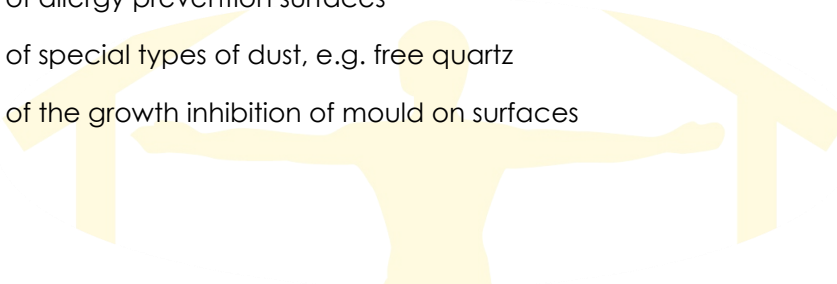 of allergy prevention surfaces
of special types of dust, e.g. free quartz
of the growth inhibition of mould on surfaces